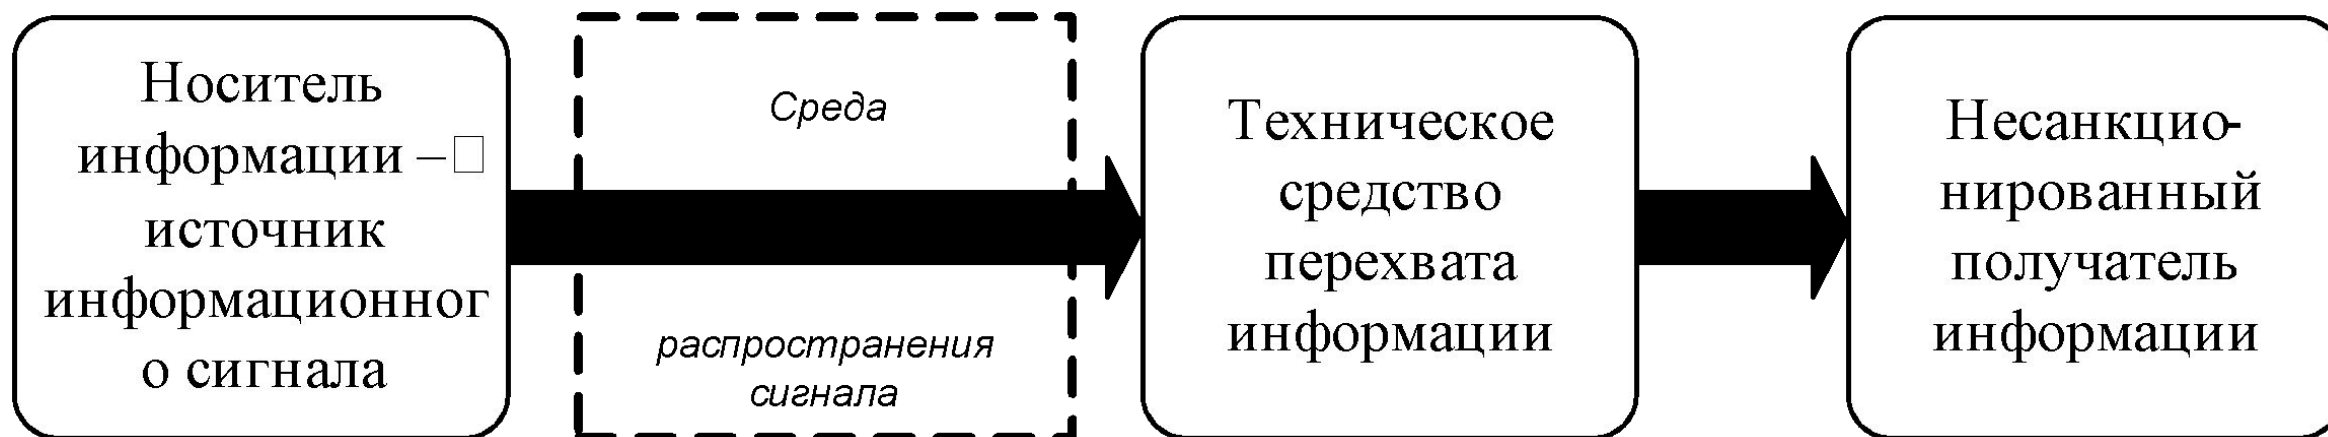 Носитель
информации –□
источник
информационног
о сигнала
Среда
распространения
сигнала
Техническое
средство
перехвата
информации
Несанкцио-
нированный
получатель
информации